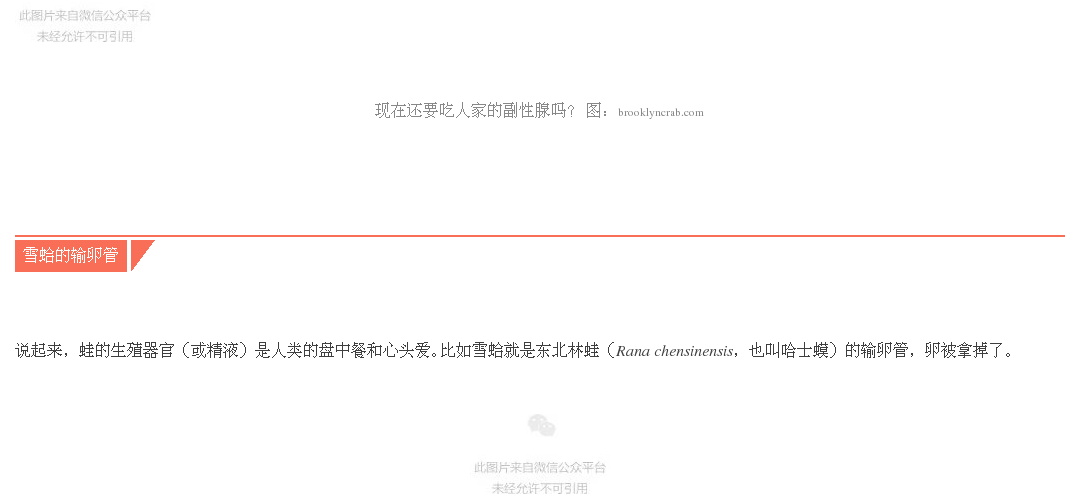 此图片来自微信公众平台
未经允许不可引用
现在还要吃人家的副性腺吗？ 图：brooklyncrab.com
雪蛤的输卵管
说起来，蛙的生殖器官（或精液）是人类的盘中餐和心头爱。比如雪蛤就是东北林蛙（Rana chensinensis，也叫哈士蟆）的输卵管，卵被拿掉了。
此图片来自微信公众平台
未经允许不可引用